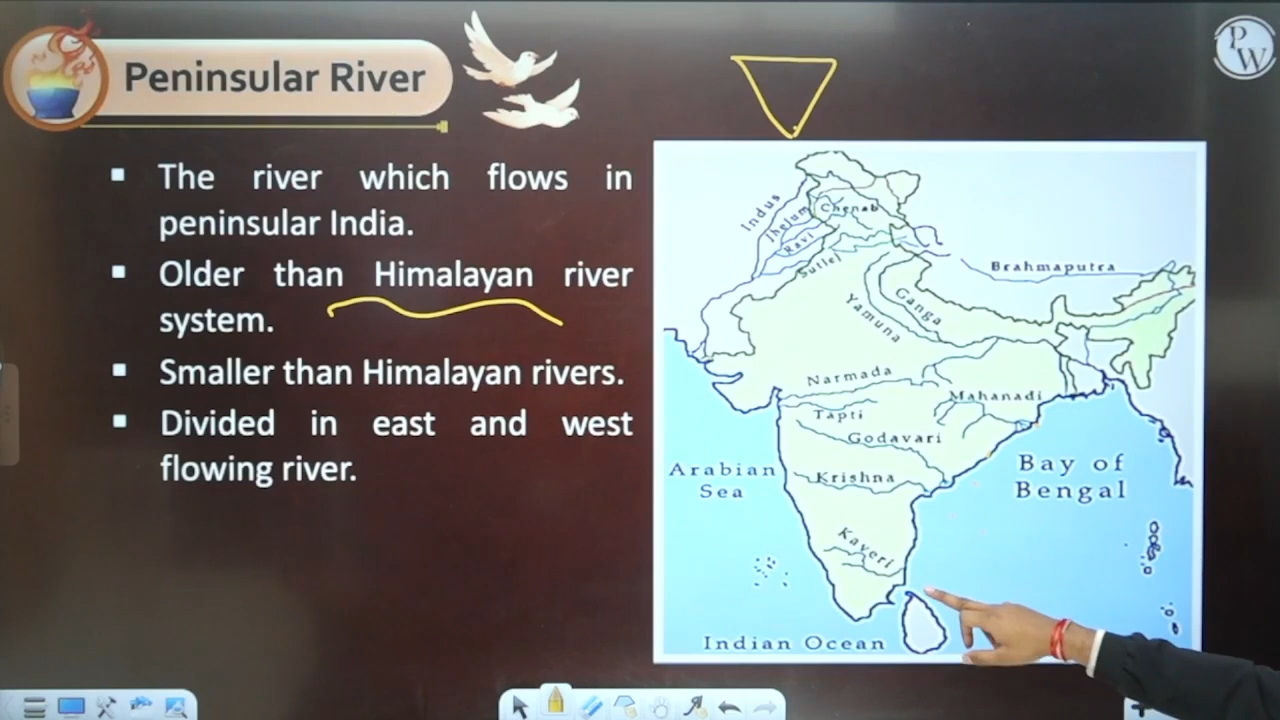 Peninsular River
P
W
The river which flows in
peninsular India.
Older than Himalayan river
system.
Smaller than Himalayan rivers.
Divided in east and west
flowing river.
Indus
Jhelum
Chenab
Ravi
Sutlej
Brahmaputra
Ganga
Yamuna
Narmada
Mahanadi
Tapti
Godavari
Arabian
Sea
Krishna
Bay of
Bengal
Kaveri
Indian Ocean